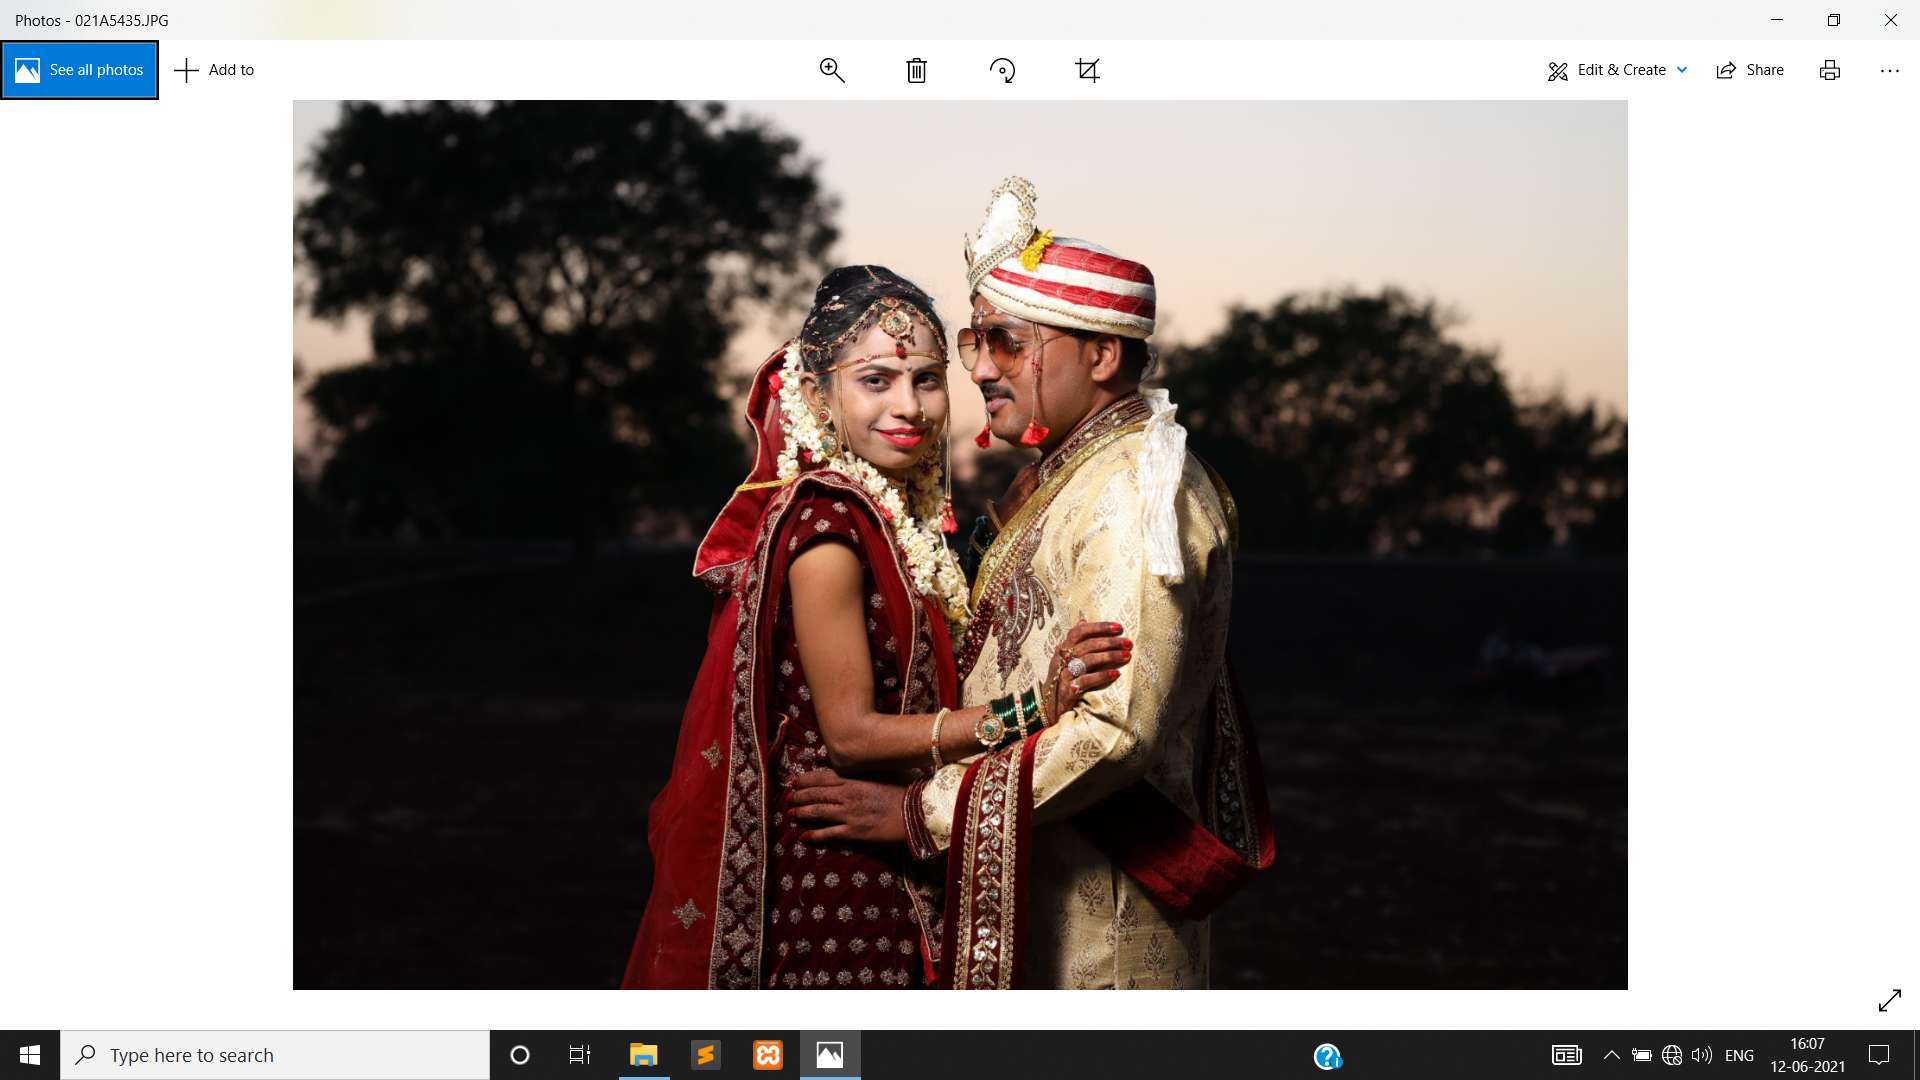 Photos - 021A5435.JPG
See all photos
Add to
Edit & Create
Share
Type here to search
ENG
16:07
12-06-2021